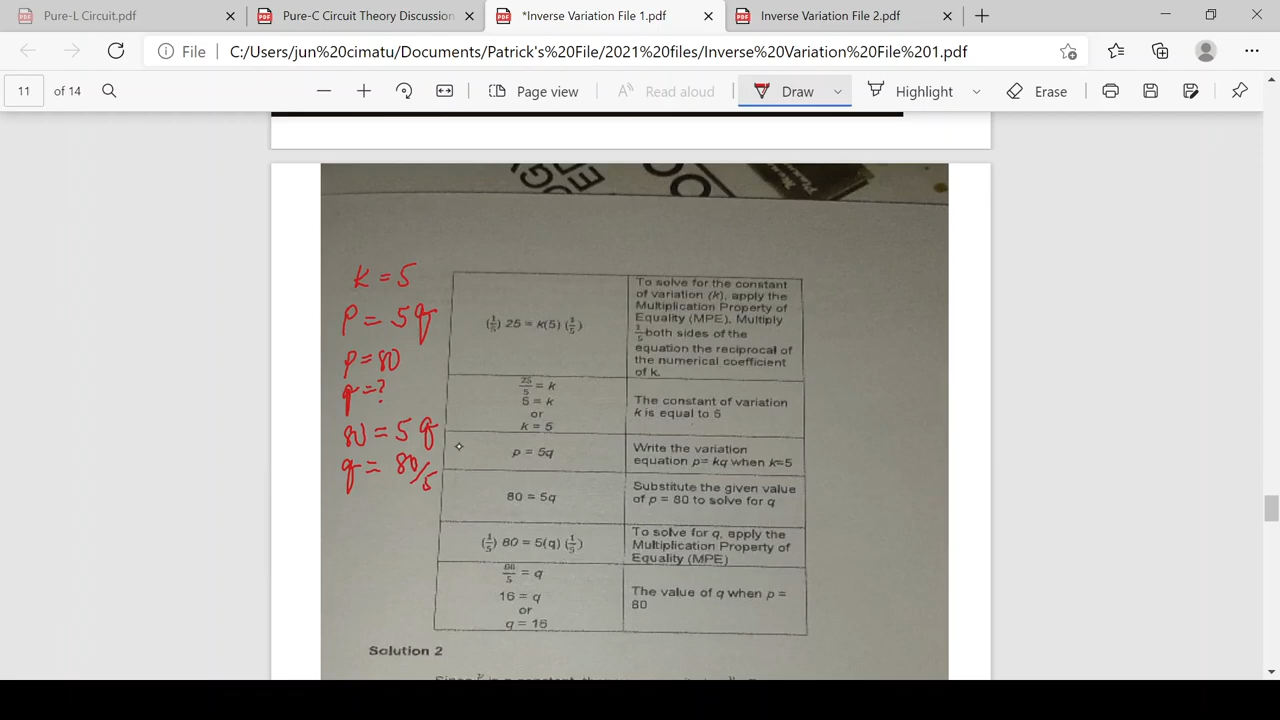 Pure-L Circuit.pdf
Pure-C Circuit Theory Discussion
*Inverse Variation File 1.pdf
Inverse Variation File 2.pdf
File
C:/Users/jun%20cimatu/Documents/Patrick's%20File/2021%20files/Inverse%20Variation%20File%201.pdf
11 of 14
Page view
Read aloud
Draw
Highlight
Erase
K = 5
P = 5q
P = 80
q = ?
80 = 5q
q = 80/5
(1/5) 25 = k(5) (1/5)
To solve for the constant
of variation (k), apply the
Multiplication Property of
Equality (MPE), Multiply
1/5 both sides of the
equation the reciprocal of
the numerical coefficient
of k.
25/5 = k
5 = k
or
k = 5
The constant of variation
k is equal to 5
p = 5q
Write the variation
equation p= kq when k=5
80 = 5q
Substitute the given value
of p = 80 to solve for q
(1/5) 80 = 5(q) (1/5)
To solve for q, apply the
Multiplication Property of
Equality (MPE)
= q
16 = q
or
q = 16
The value of q when p =
80
Solution 2